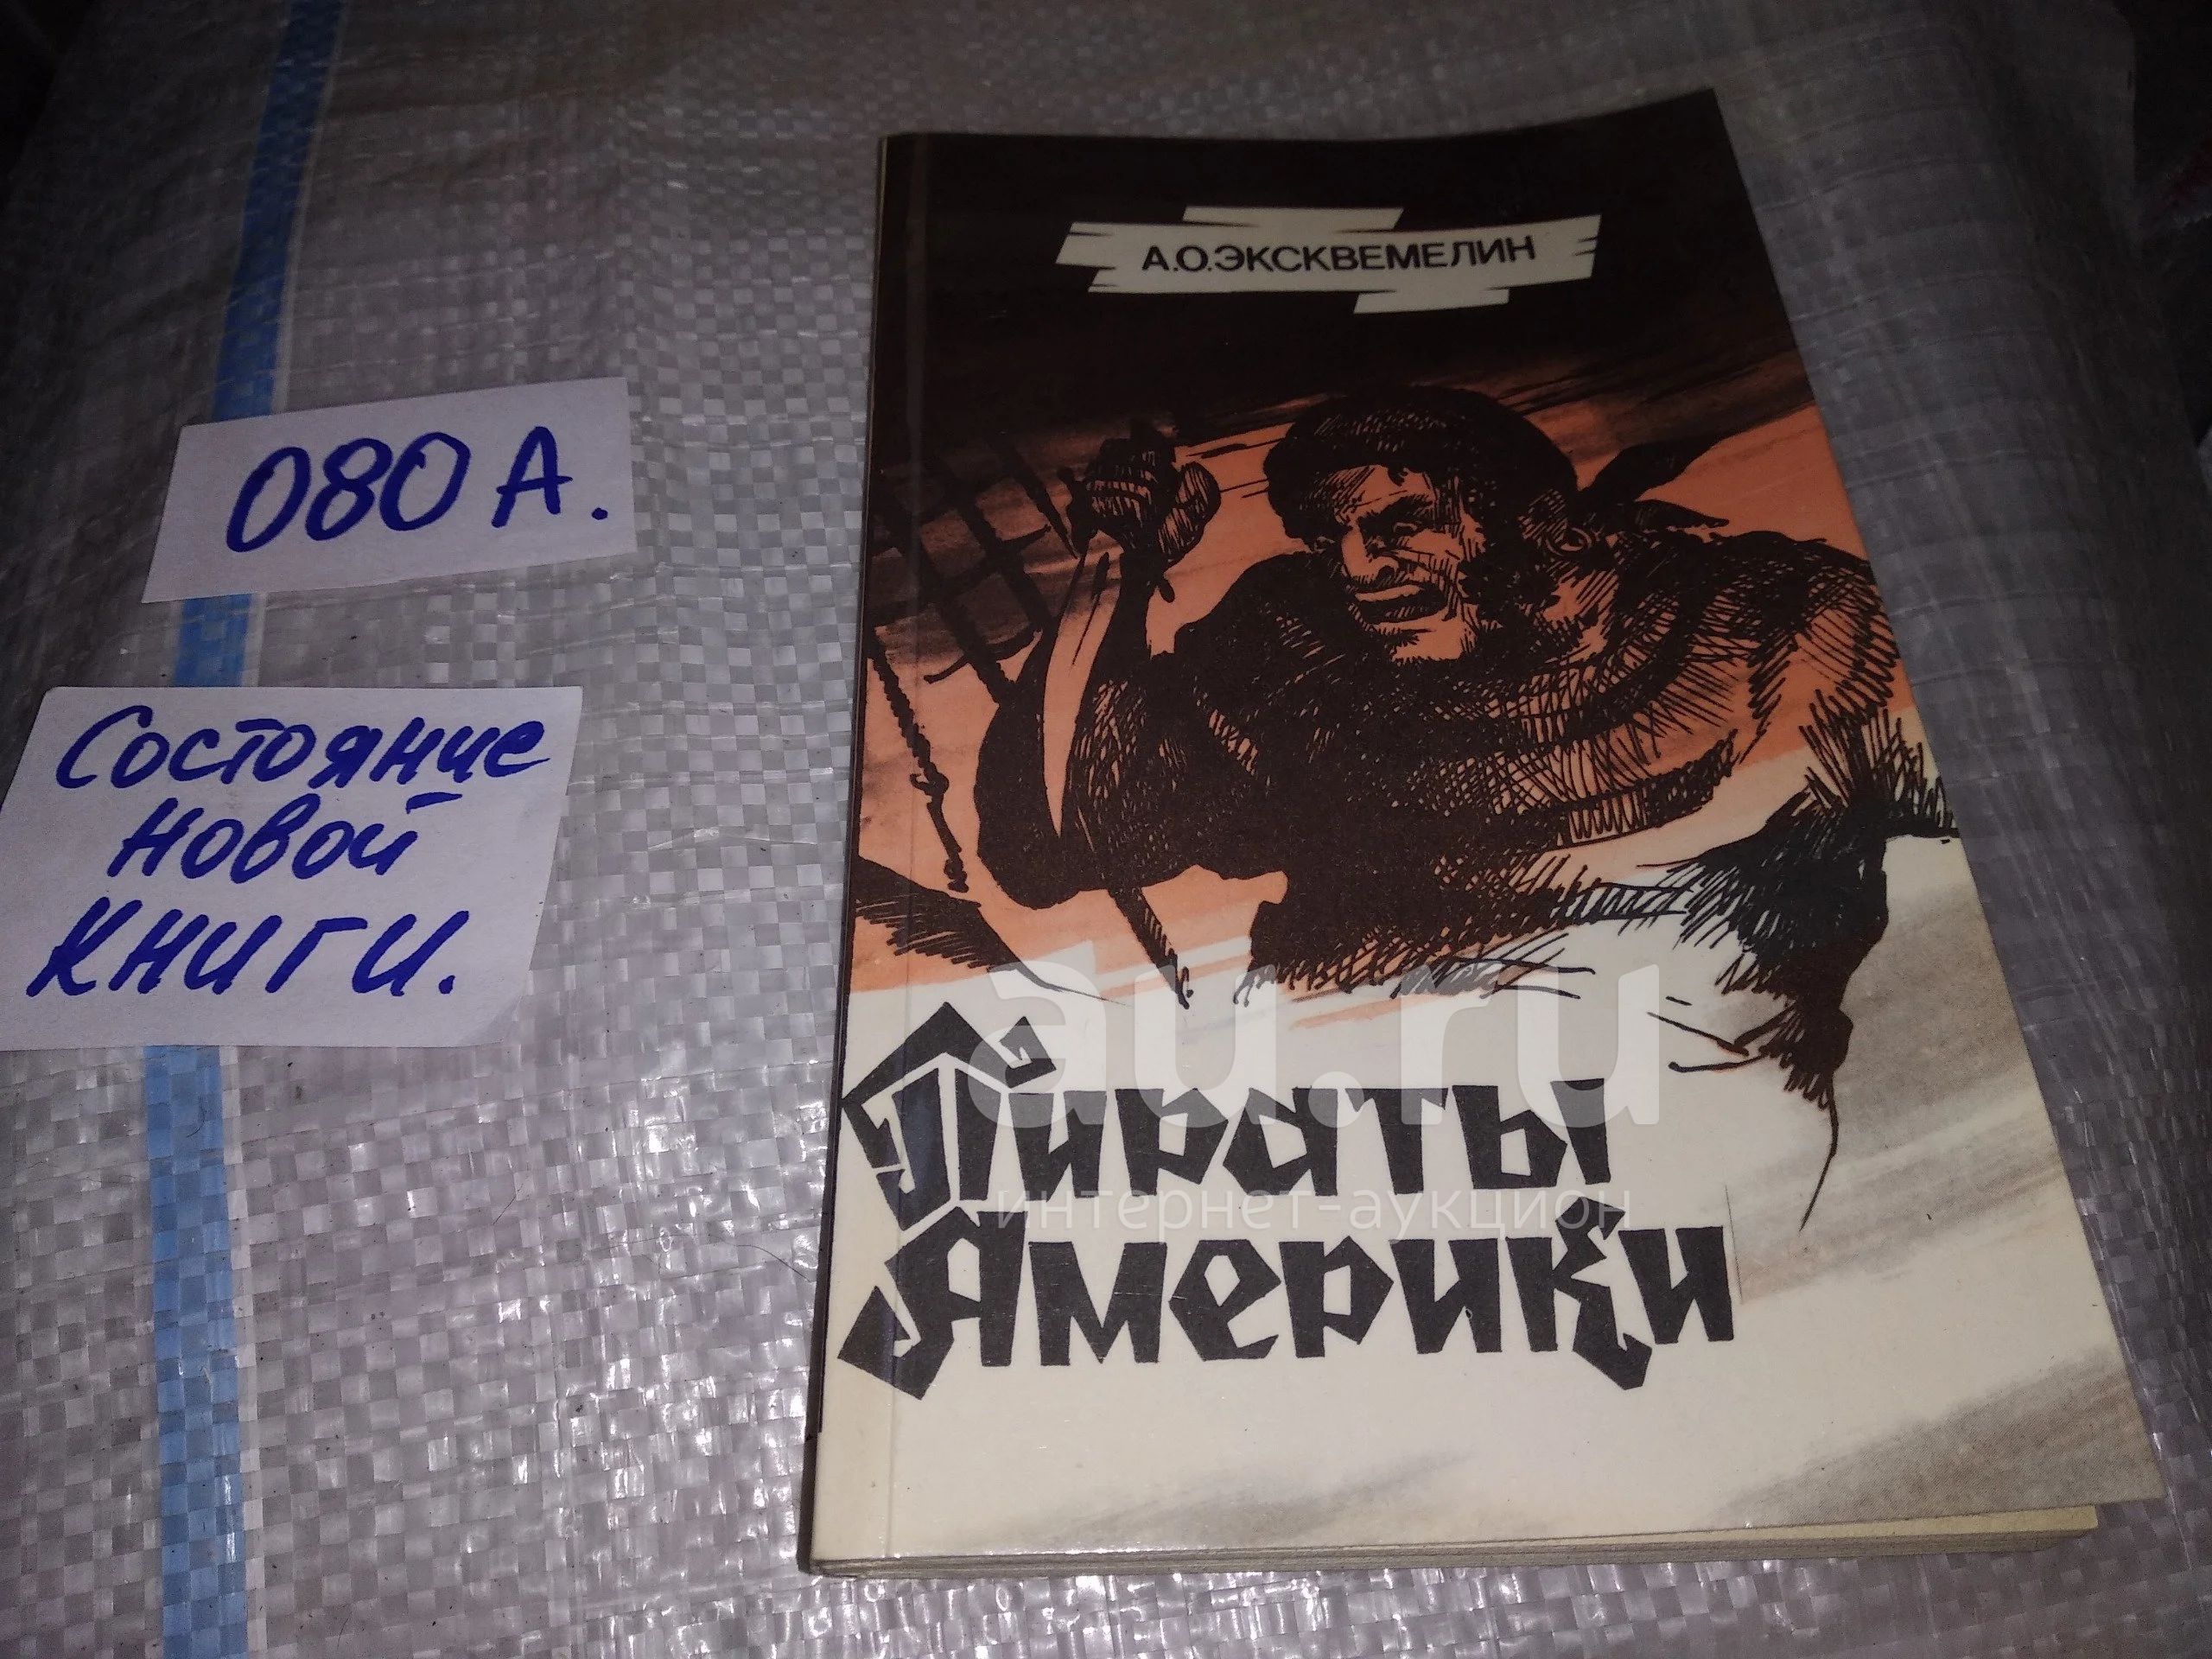 080 А.
Состояние
новой
книги.
А.О.ЭКСКВЕМЕЛИН
Пираты
Америки
au.ru
интернет-аукцион